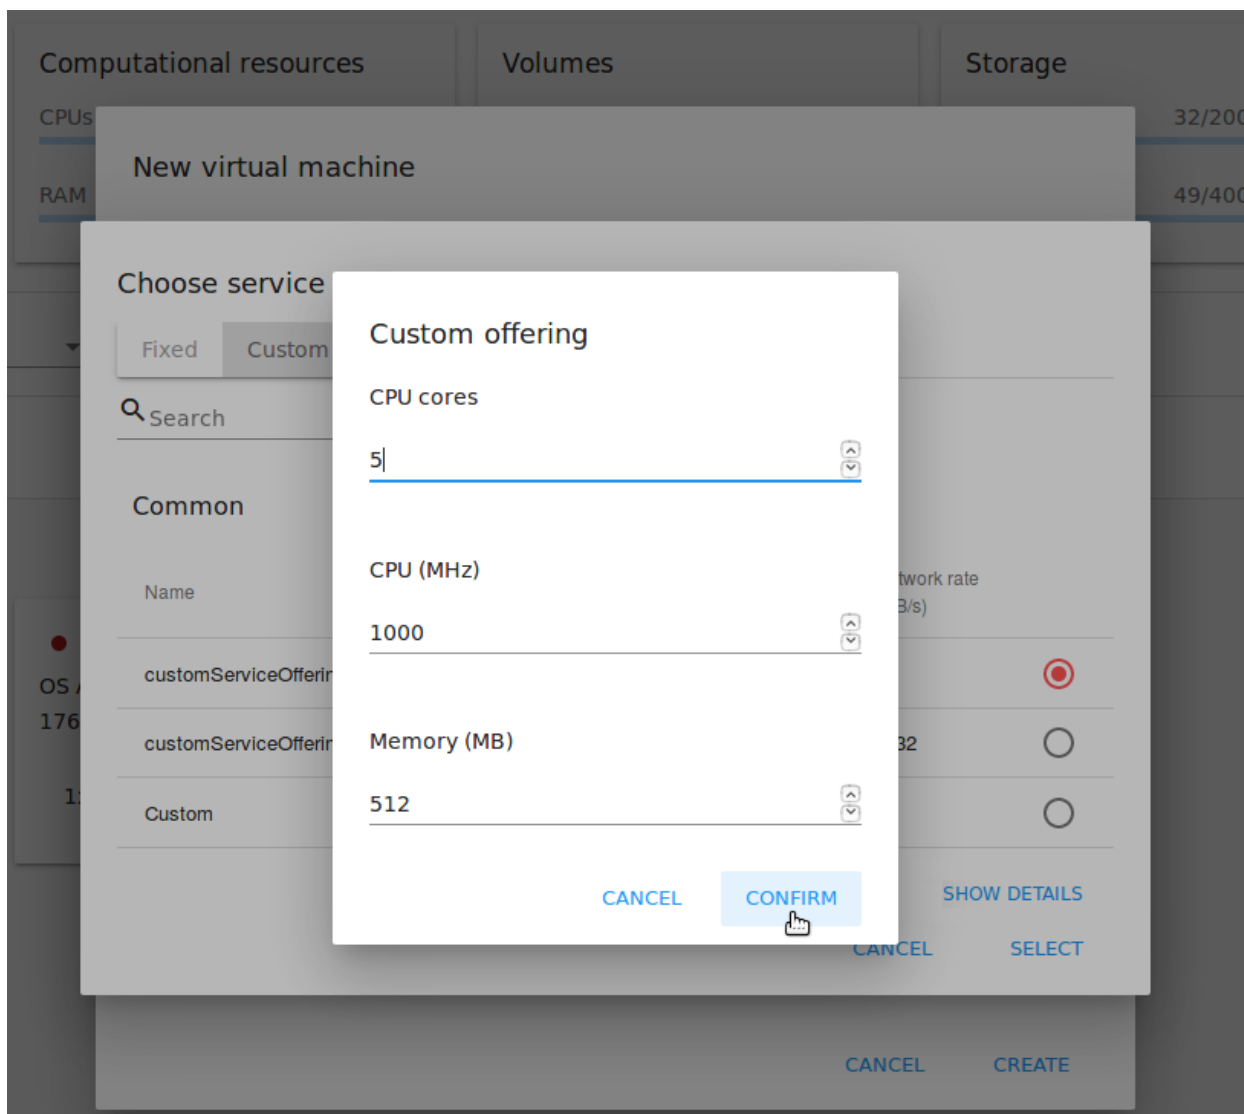 Computational resources
Volumes
Storage
CPUs
32/200
New virtual machine
RAM
49/400
Choose service
Custom offering
Fixed
Custom
CPU cores
Search
5
Common
CPU (MHz)
Name
twork rate
B/s)
1000
customServiceOfferin
OS
176
Memory (MB)
customServiceOfferin
32
512
Custom
CANCEL
CONFIRM
SHOW DETAILS
CANCEL
SELECT
CANCEL
CREATE